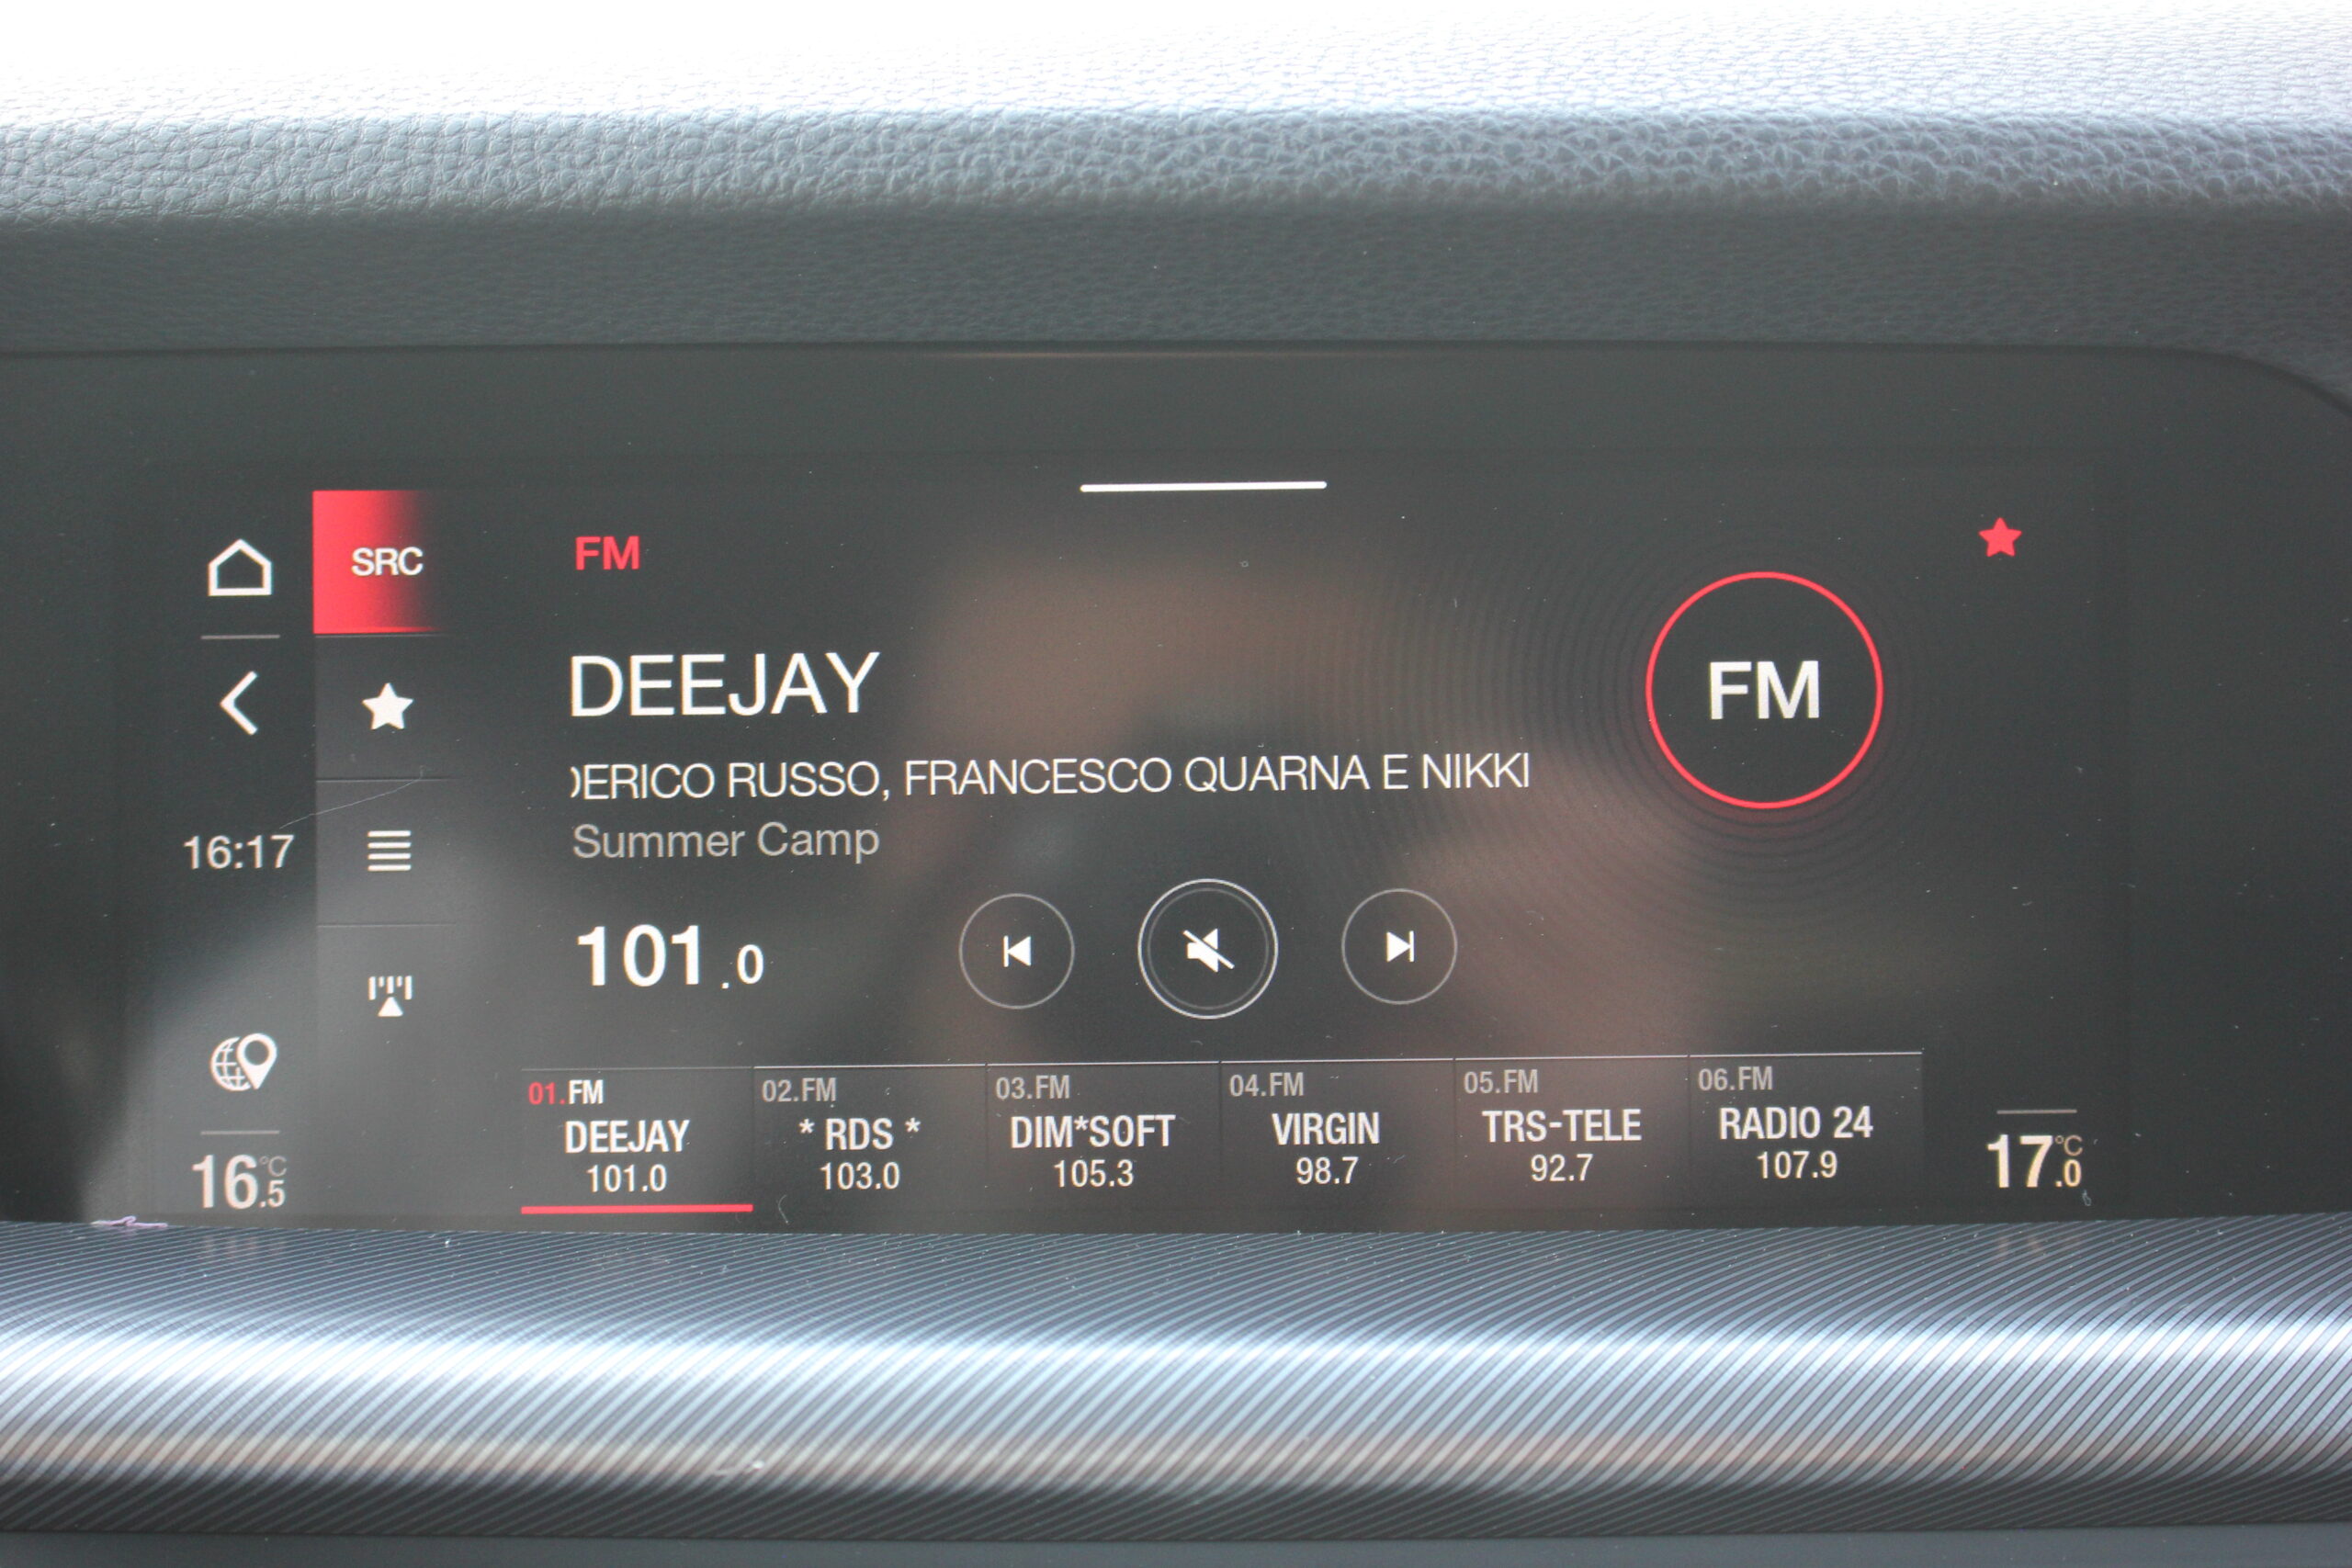 SRC
FM
DEEJAY
DERICO RUSSO, FRANCESCO QUARNA E NIKKI
Summer Camp
FM
16:17
101.0
01.FM
DEEJAY
101.0
02.FM
* RDS *
103.0
03.FM
DIM*SOFT
105.3
04.FM
VIRGIN
98.7
05.FM
TRS-TELE
92.7
06.FM
RADIO 24
107.9
16.5 °C
17.0 °C